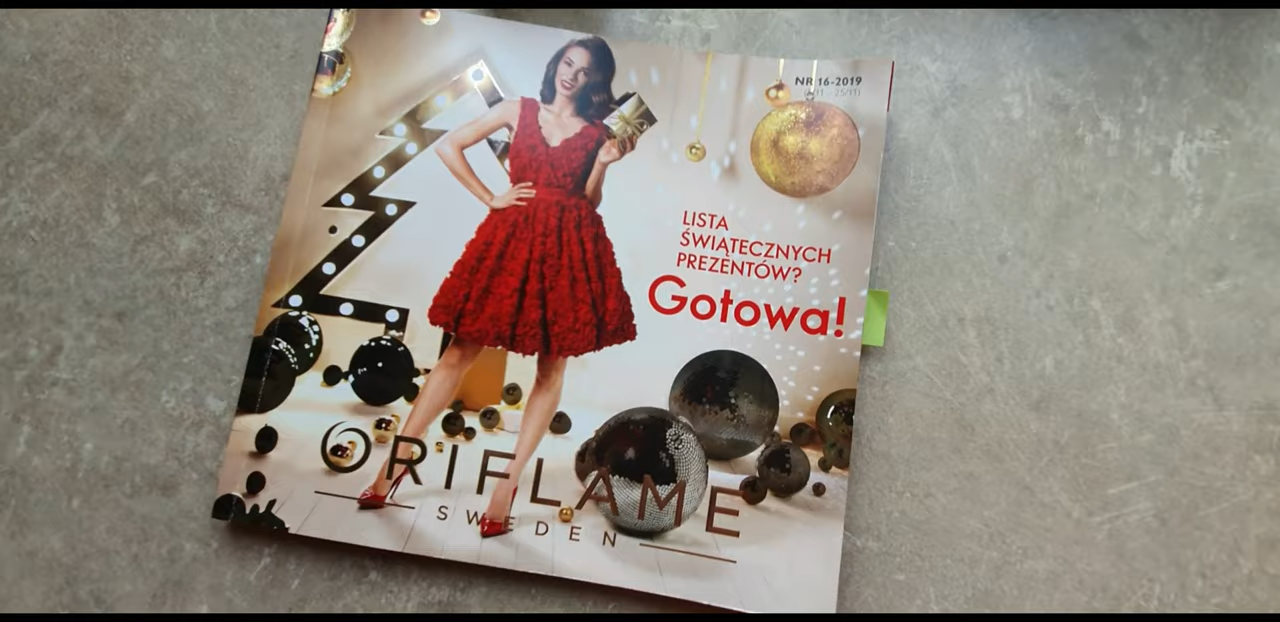 NR 16-2019
LISTA
ŚWIĄTECZNYCH
PREZENTÓW?
Gotowa!
ORIFLAME
SWEDEN